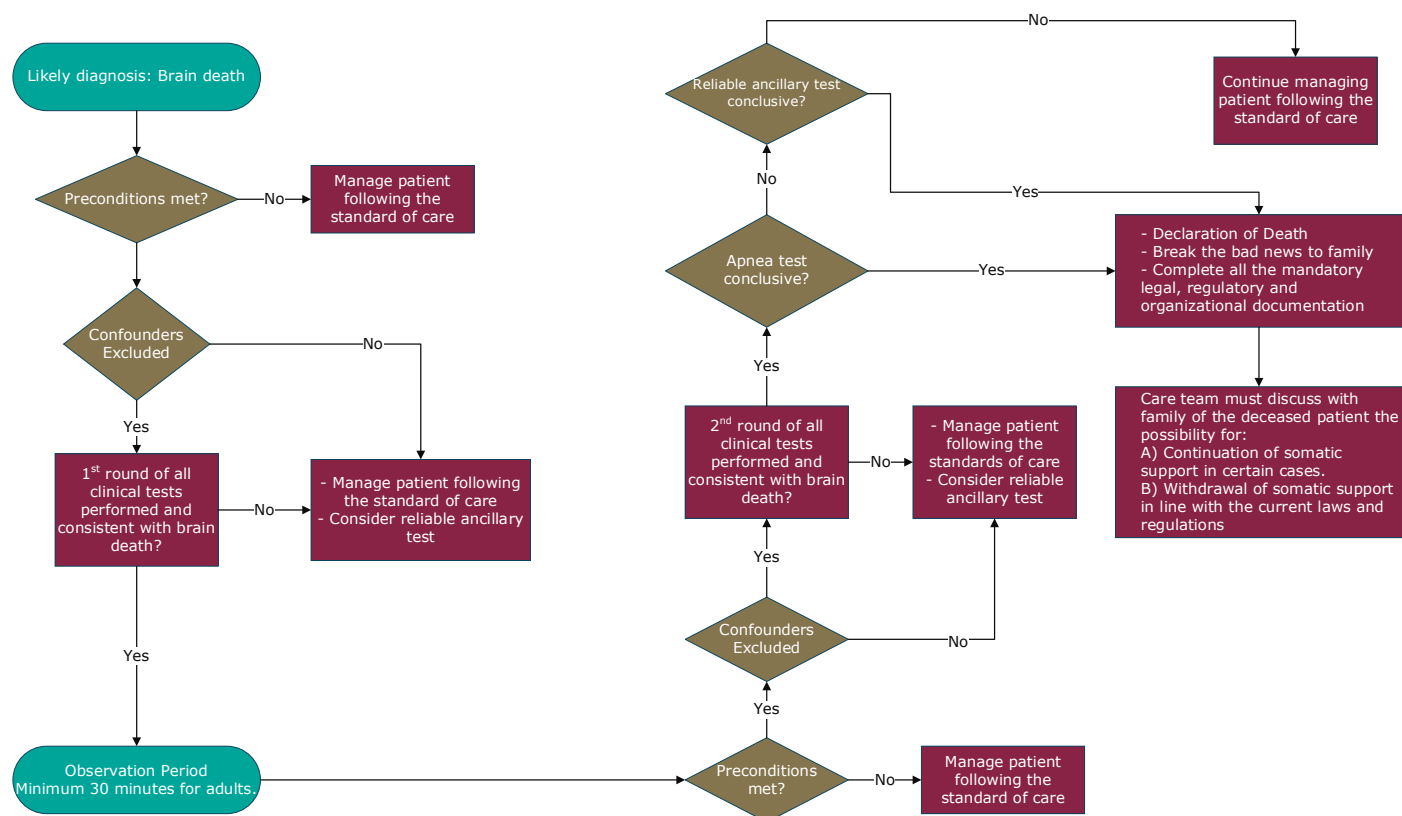 Likely diagnosis: Brain death
Preconditions met?
No
Manage patient
following the
standard of care
Confounders
Excluded
No
Yes
1st round of all
clinical tests
performed and
consistent with brain
death?
No
- Manage patient following
the standard of care
- Consider reliable ancillary
test
Yes
Observation Period
Minimum 30 minutes for adults.
Preconditions
met?
No
Manage patient
following the
standard of care
Yes
Confounders
Excluded
No
Yes
2nd round of all
clinical tests
performed and
consistent with brain
death?
No
- Manage patient
following the
standards of care
- Consider reliable
ancillary test
Yes
Apnea test
conclusive?
Yes
No
Reliable ancillary test
conclusive?
No
Continue managing
patient following the
standard of care
Yes
- Declaration of Death
- Break the bad news to family
- Complete all the mandatory
legal, regulatory and
organizational documentation
Care team must discuss with
family of the deceased patient the
possibility for:
A) Continuation of somatic
support in certain cases.
B) Withdrawal of somatic support
in line with the current laws and
regulations